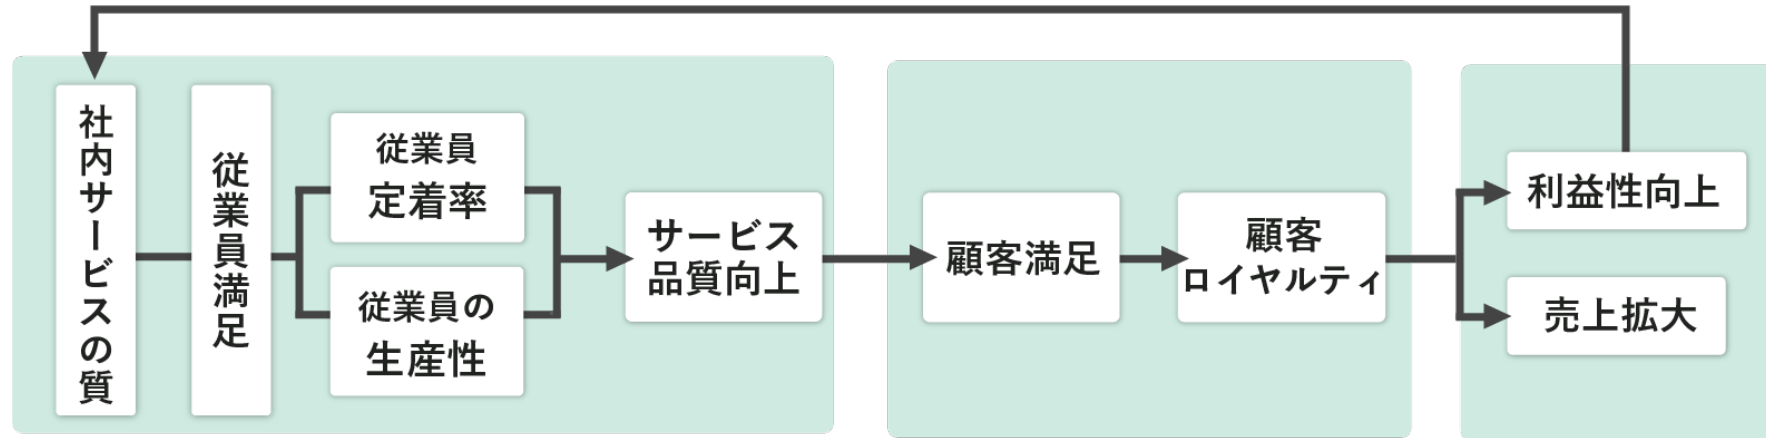 社内サービスの質
従業員満足
従業員
定着率
従業員の
生産性
サービス
品質向上
顧客満足
顧客
ロイヤルティ
利益性向上
売上拡大